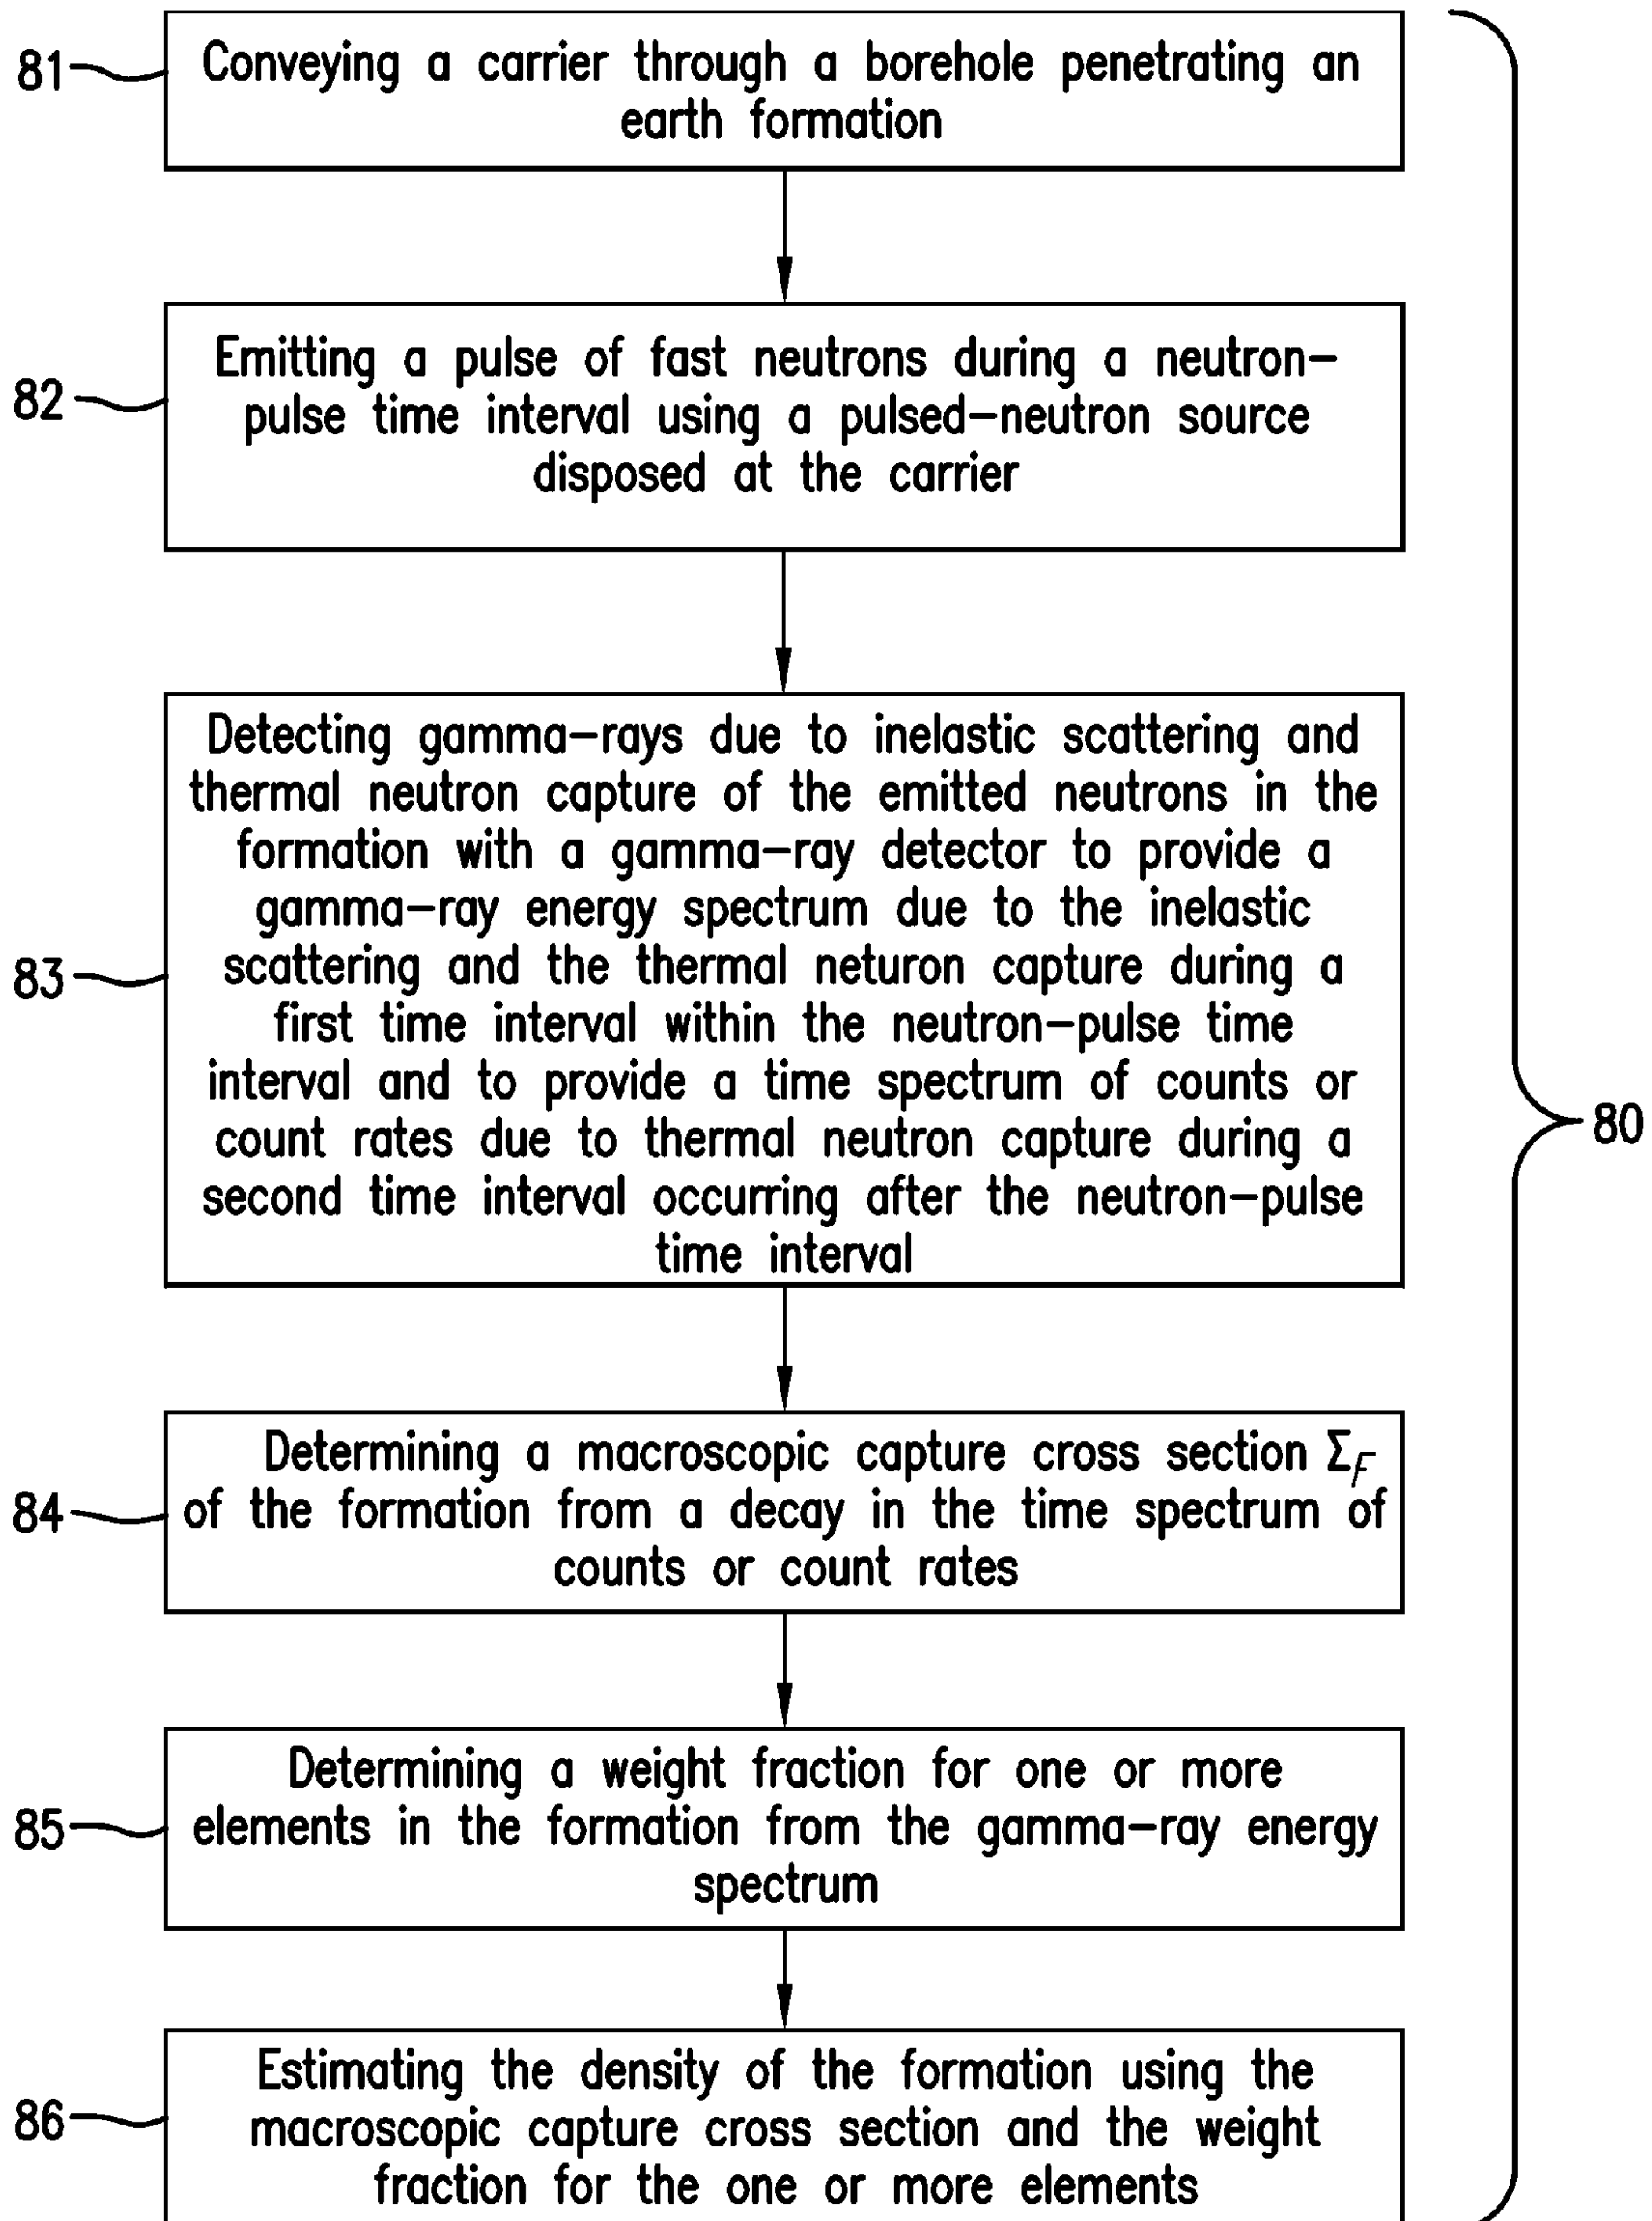 81
Conveying a carrier through a borehole penetrating an
earth formation
82
Emitting a pulse of fast neutrons during a neutron–
pulse time interval using a pulsed–neutron source
disposed at the carrier
83
Detecting gamma–rays due to inelastic scattering and
thermal neutron capture of the emitted neutrons in the
formation with a gamma–ray detector to provide a
gamma–ray energy spectrum due to the inelastic
scattering and the thermal neturon capture during a
first time interval within the neutron–pulse time
interval and to provide a time spectrum of counts or
count rates due to thermal neutron capture during a
second time interval occurring after the neutron–pulse
time interval
80
84
Determining a macroscopic capture cross section ΣF
of the formation from a decay in the time spectrum of
counts or count rates
85
Determining a weight fraction for one or more
elements in the formation from the gamma–ray energy
spectrum
86
Estimating the density of the formation using the
macroscopic capture cross section and the weight
fraction for the one or more elements